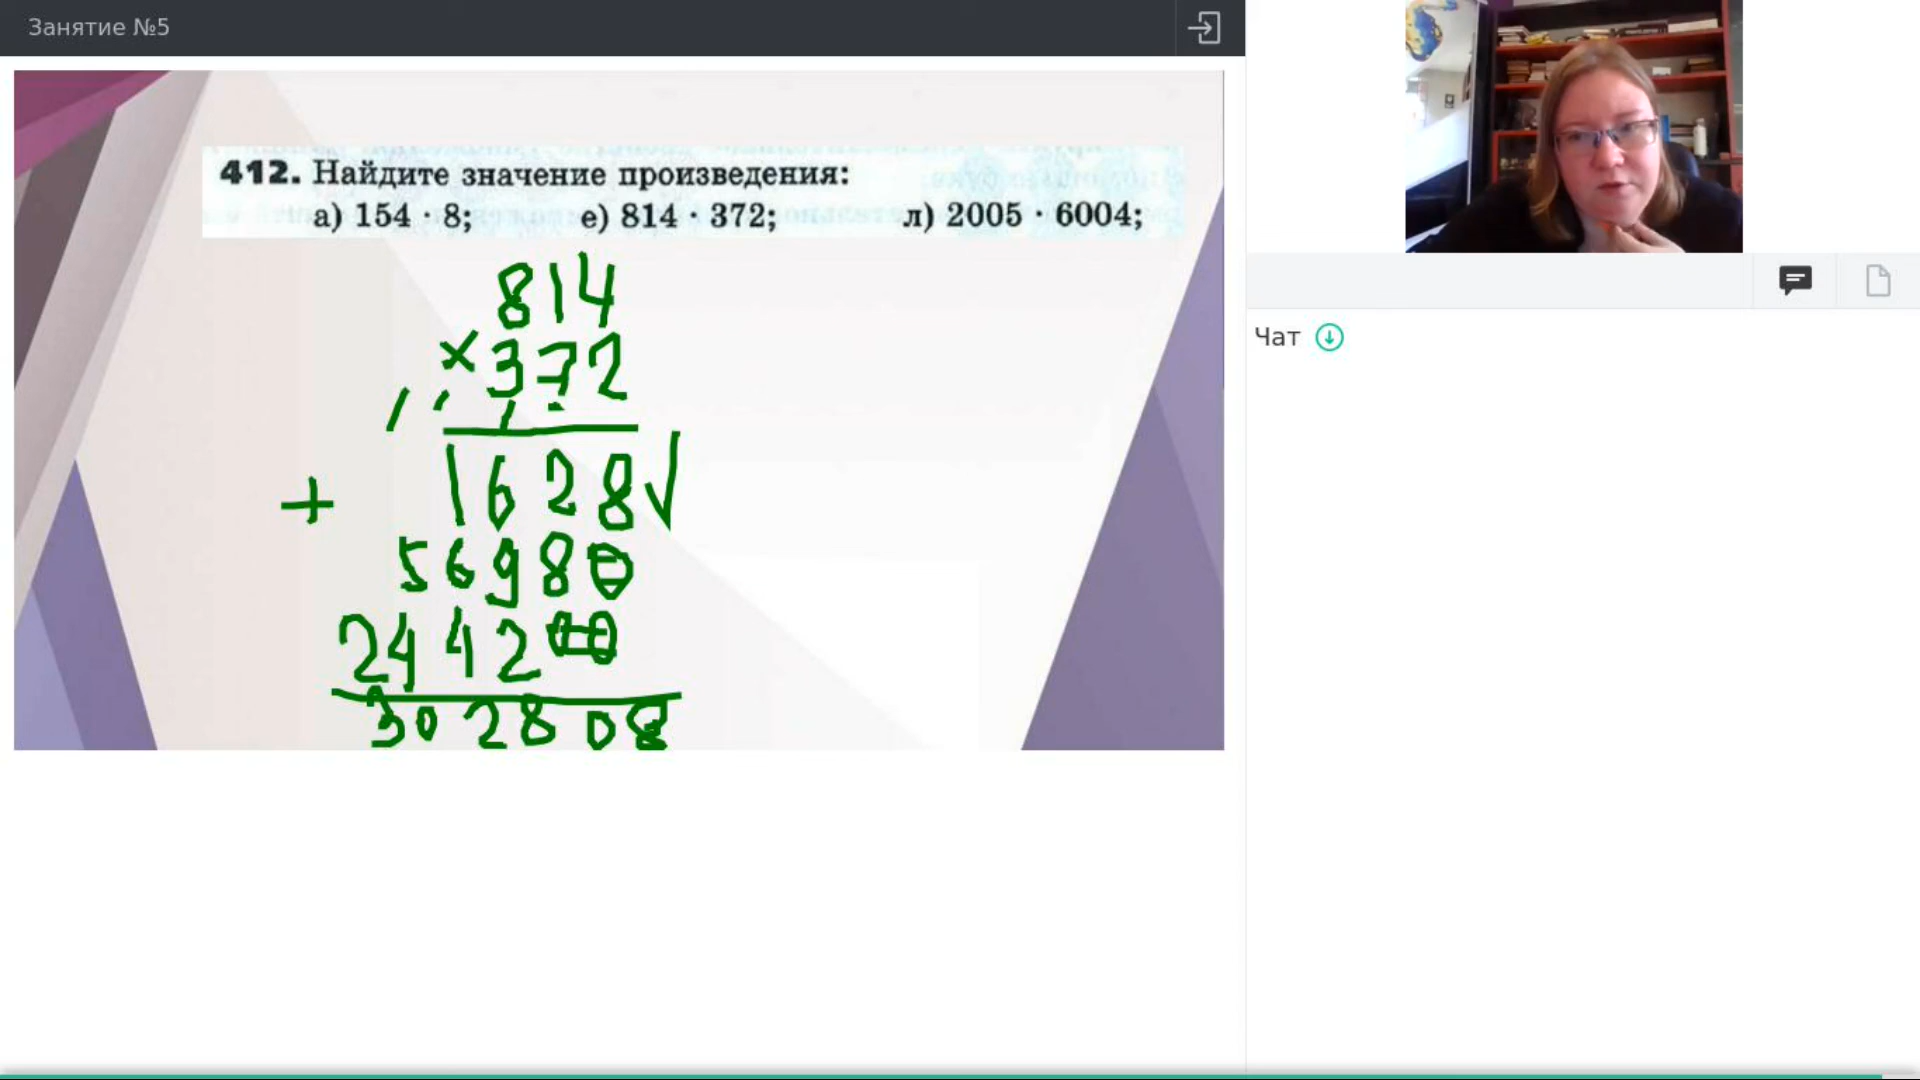 Занятие №5
412. Найдите значение произведения:
а) 154 · 8; е) 814 · 372; л) 2005 · 6004;
814
×372
1628√
+
56980
244200
302808
Чат